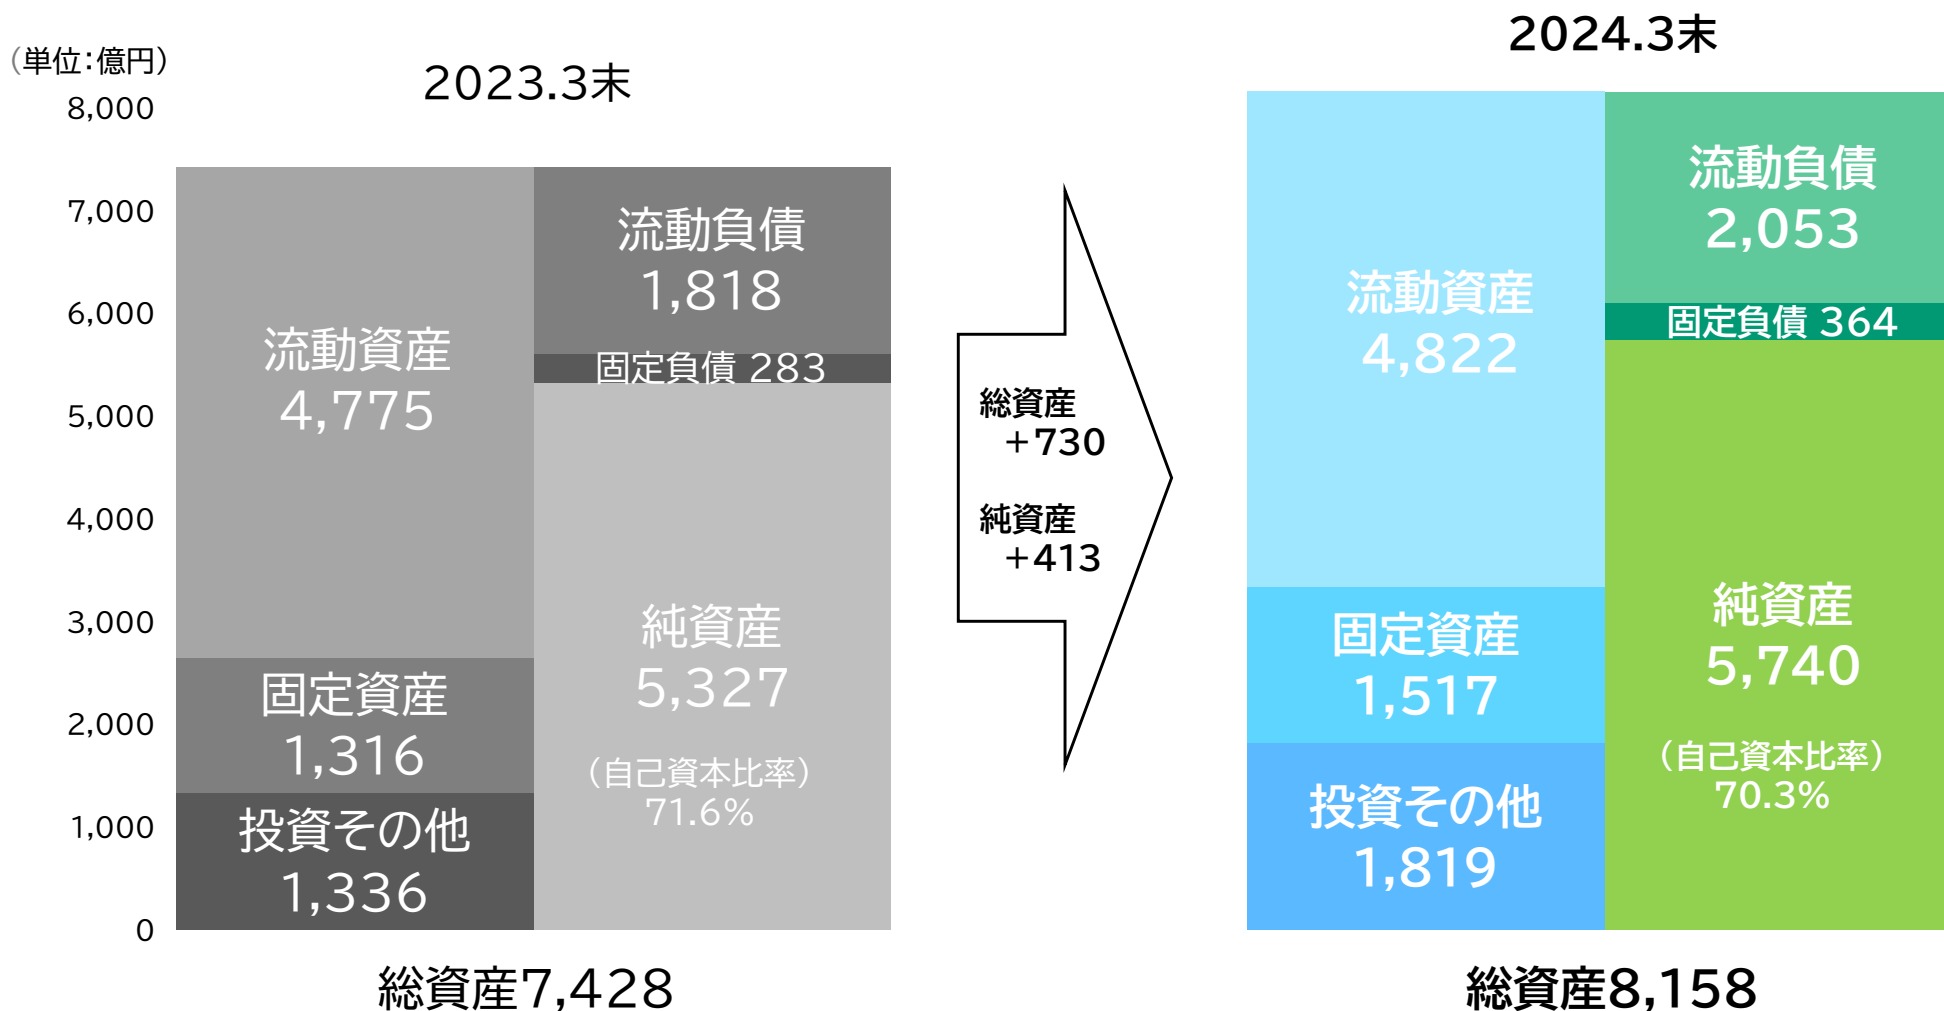 (単位:億円)
2023.3末
8,000
7,000
6,000
5,000
4,000
3,000
2,000
1,000
0
流動資産
4,775
固定資産
1,316
投資その他
1,336
流動負債
1,818
固定負債 283
純資産
5,327
(自己資本比率)
71.6%
総資産7,428
総資産
+730
純資産
+413
2024.3末
流動資産
4,822
固定資産
1,517
投資その他
1,819
流動負債
2,053
固定負債 364
純資産
5,740
(自己資本比率)
70.3%
総資産8,158